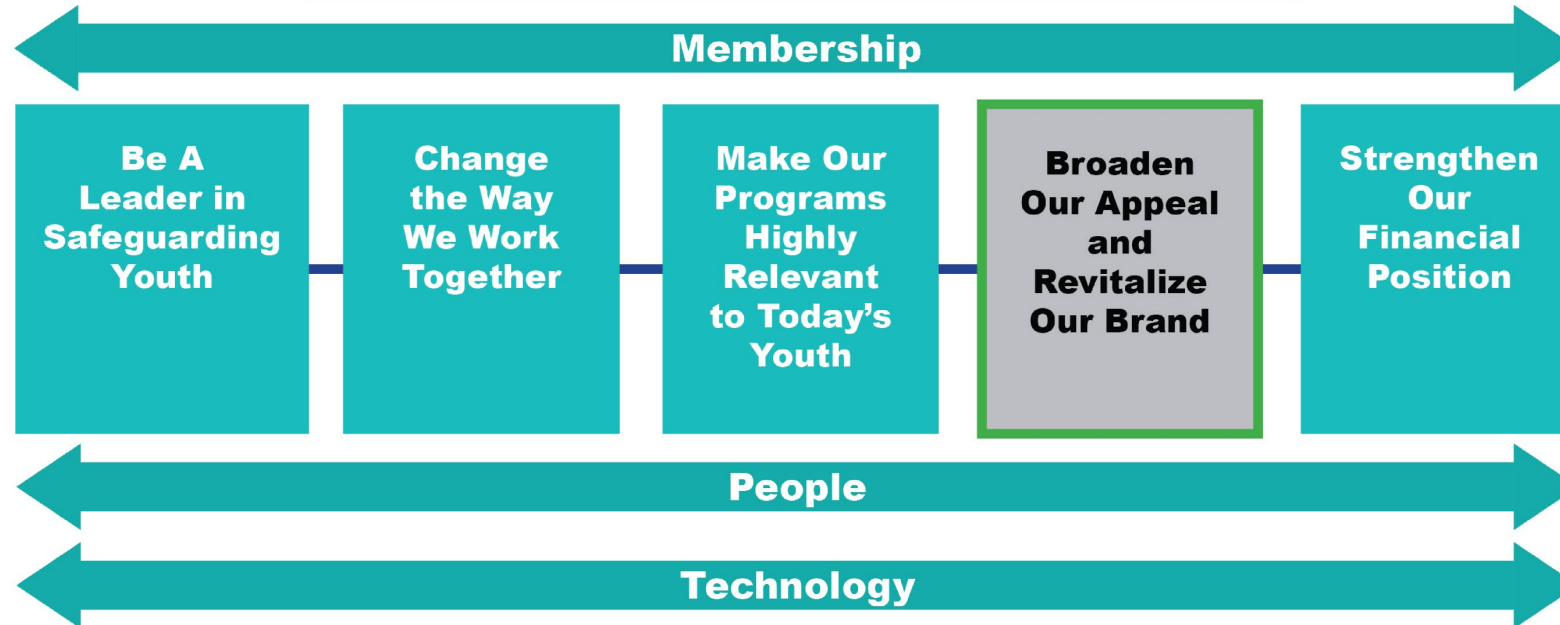 Membership
Be A
Leader in
Safeguarding
Youth
Change
the Way
We Work
Together
Make Our
Programs
Highly
Relevant
to Today’s
Youth
Broaden
Our Appeal
and
Revitalize
Our Brand
Strengthen
Our
Financial
Position
People
Technology